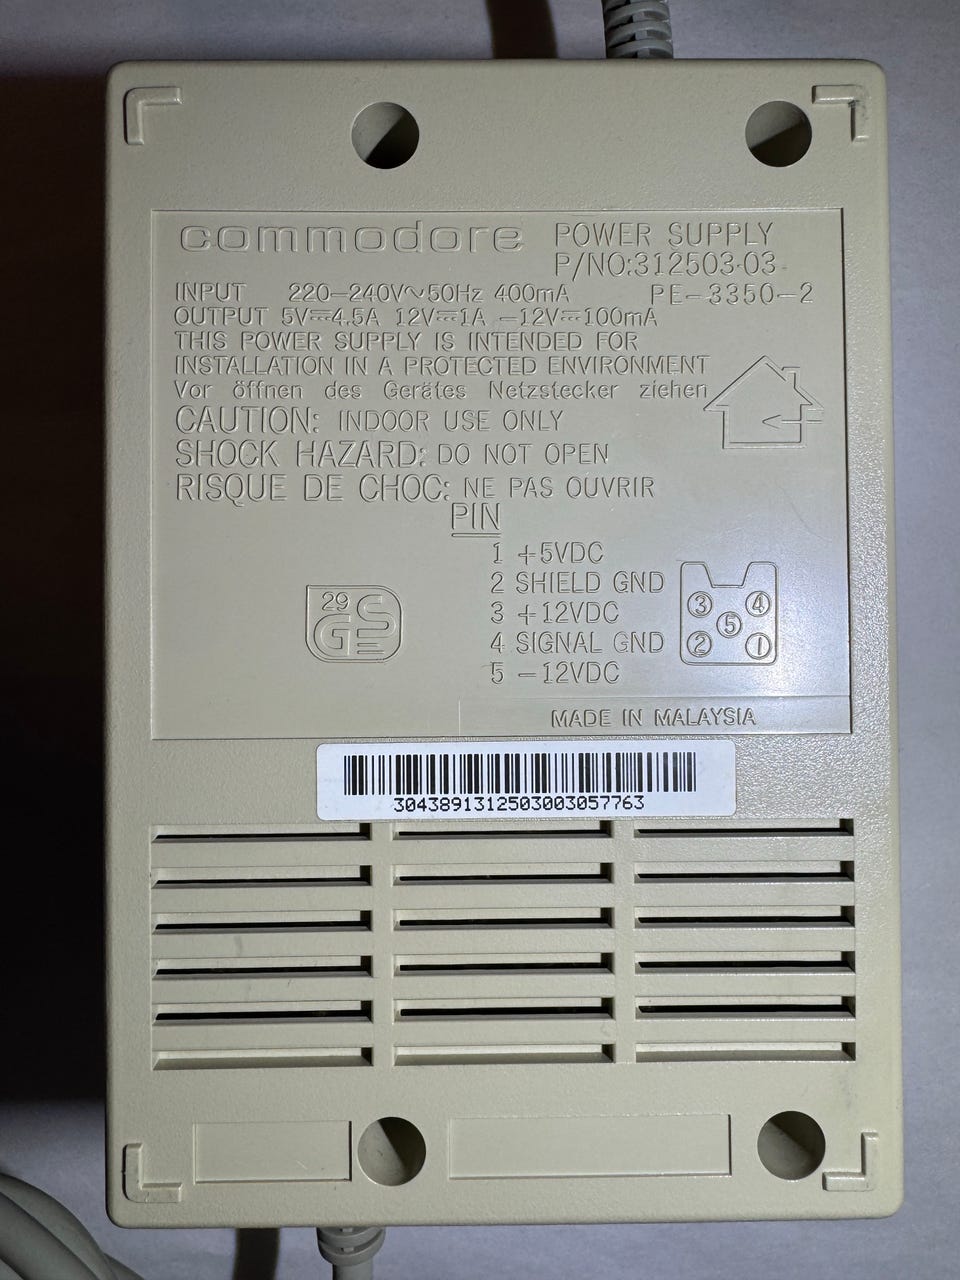 commodore POWER SUPPLY
P/NO:312503-03
INPUT 220-240V~50Hz 400mA PE-3350-2
OUTPUT 5V⎓4.5A 12V⎓1A -12V⎓100mA
THIS POWER SUPPLY IS INTENDED FOR
INSTALLATION IN A PROTECTED ENVIRONMENT
Vor öffnen des Gerätes Netzstecker ziehen
CAUTION: INDOOR USE ONLY
SHOCK HAZARD: DO NOT OPEN
RISQUE DE CHOC: NE PAS OUVRIR
PIN
1 +5VDC
2 SHIELD GND
3 +12VDC
4 SIGNAL GND
5 -12VDC
29
GS
3 4
5
2 1
MADE IN MALAYSIA
3043891312503003057763